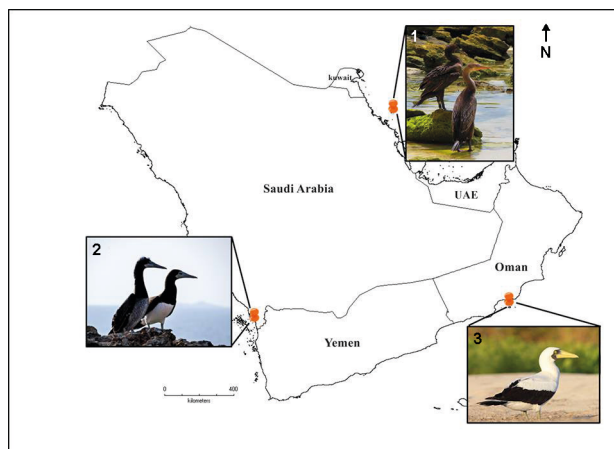 1
N
kuwait
Saudi Arabia
UAE
2
Oman
Yemen
3
0
400
kilometers